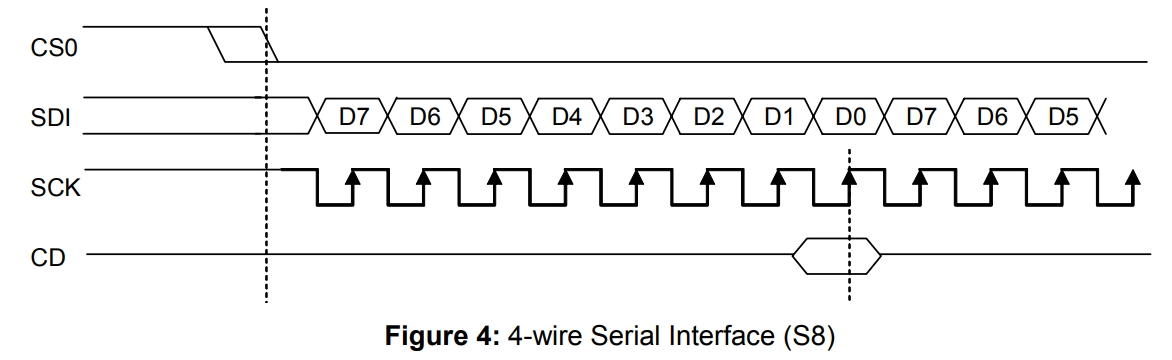 CS0
SDI D7 D6 D5 D4 D3 D2 D1 D0 D7 D6 D5
SCK
CD
Figure 4: 4-wire Serial Interface (S8)